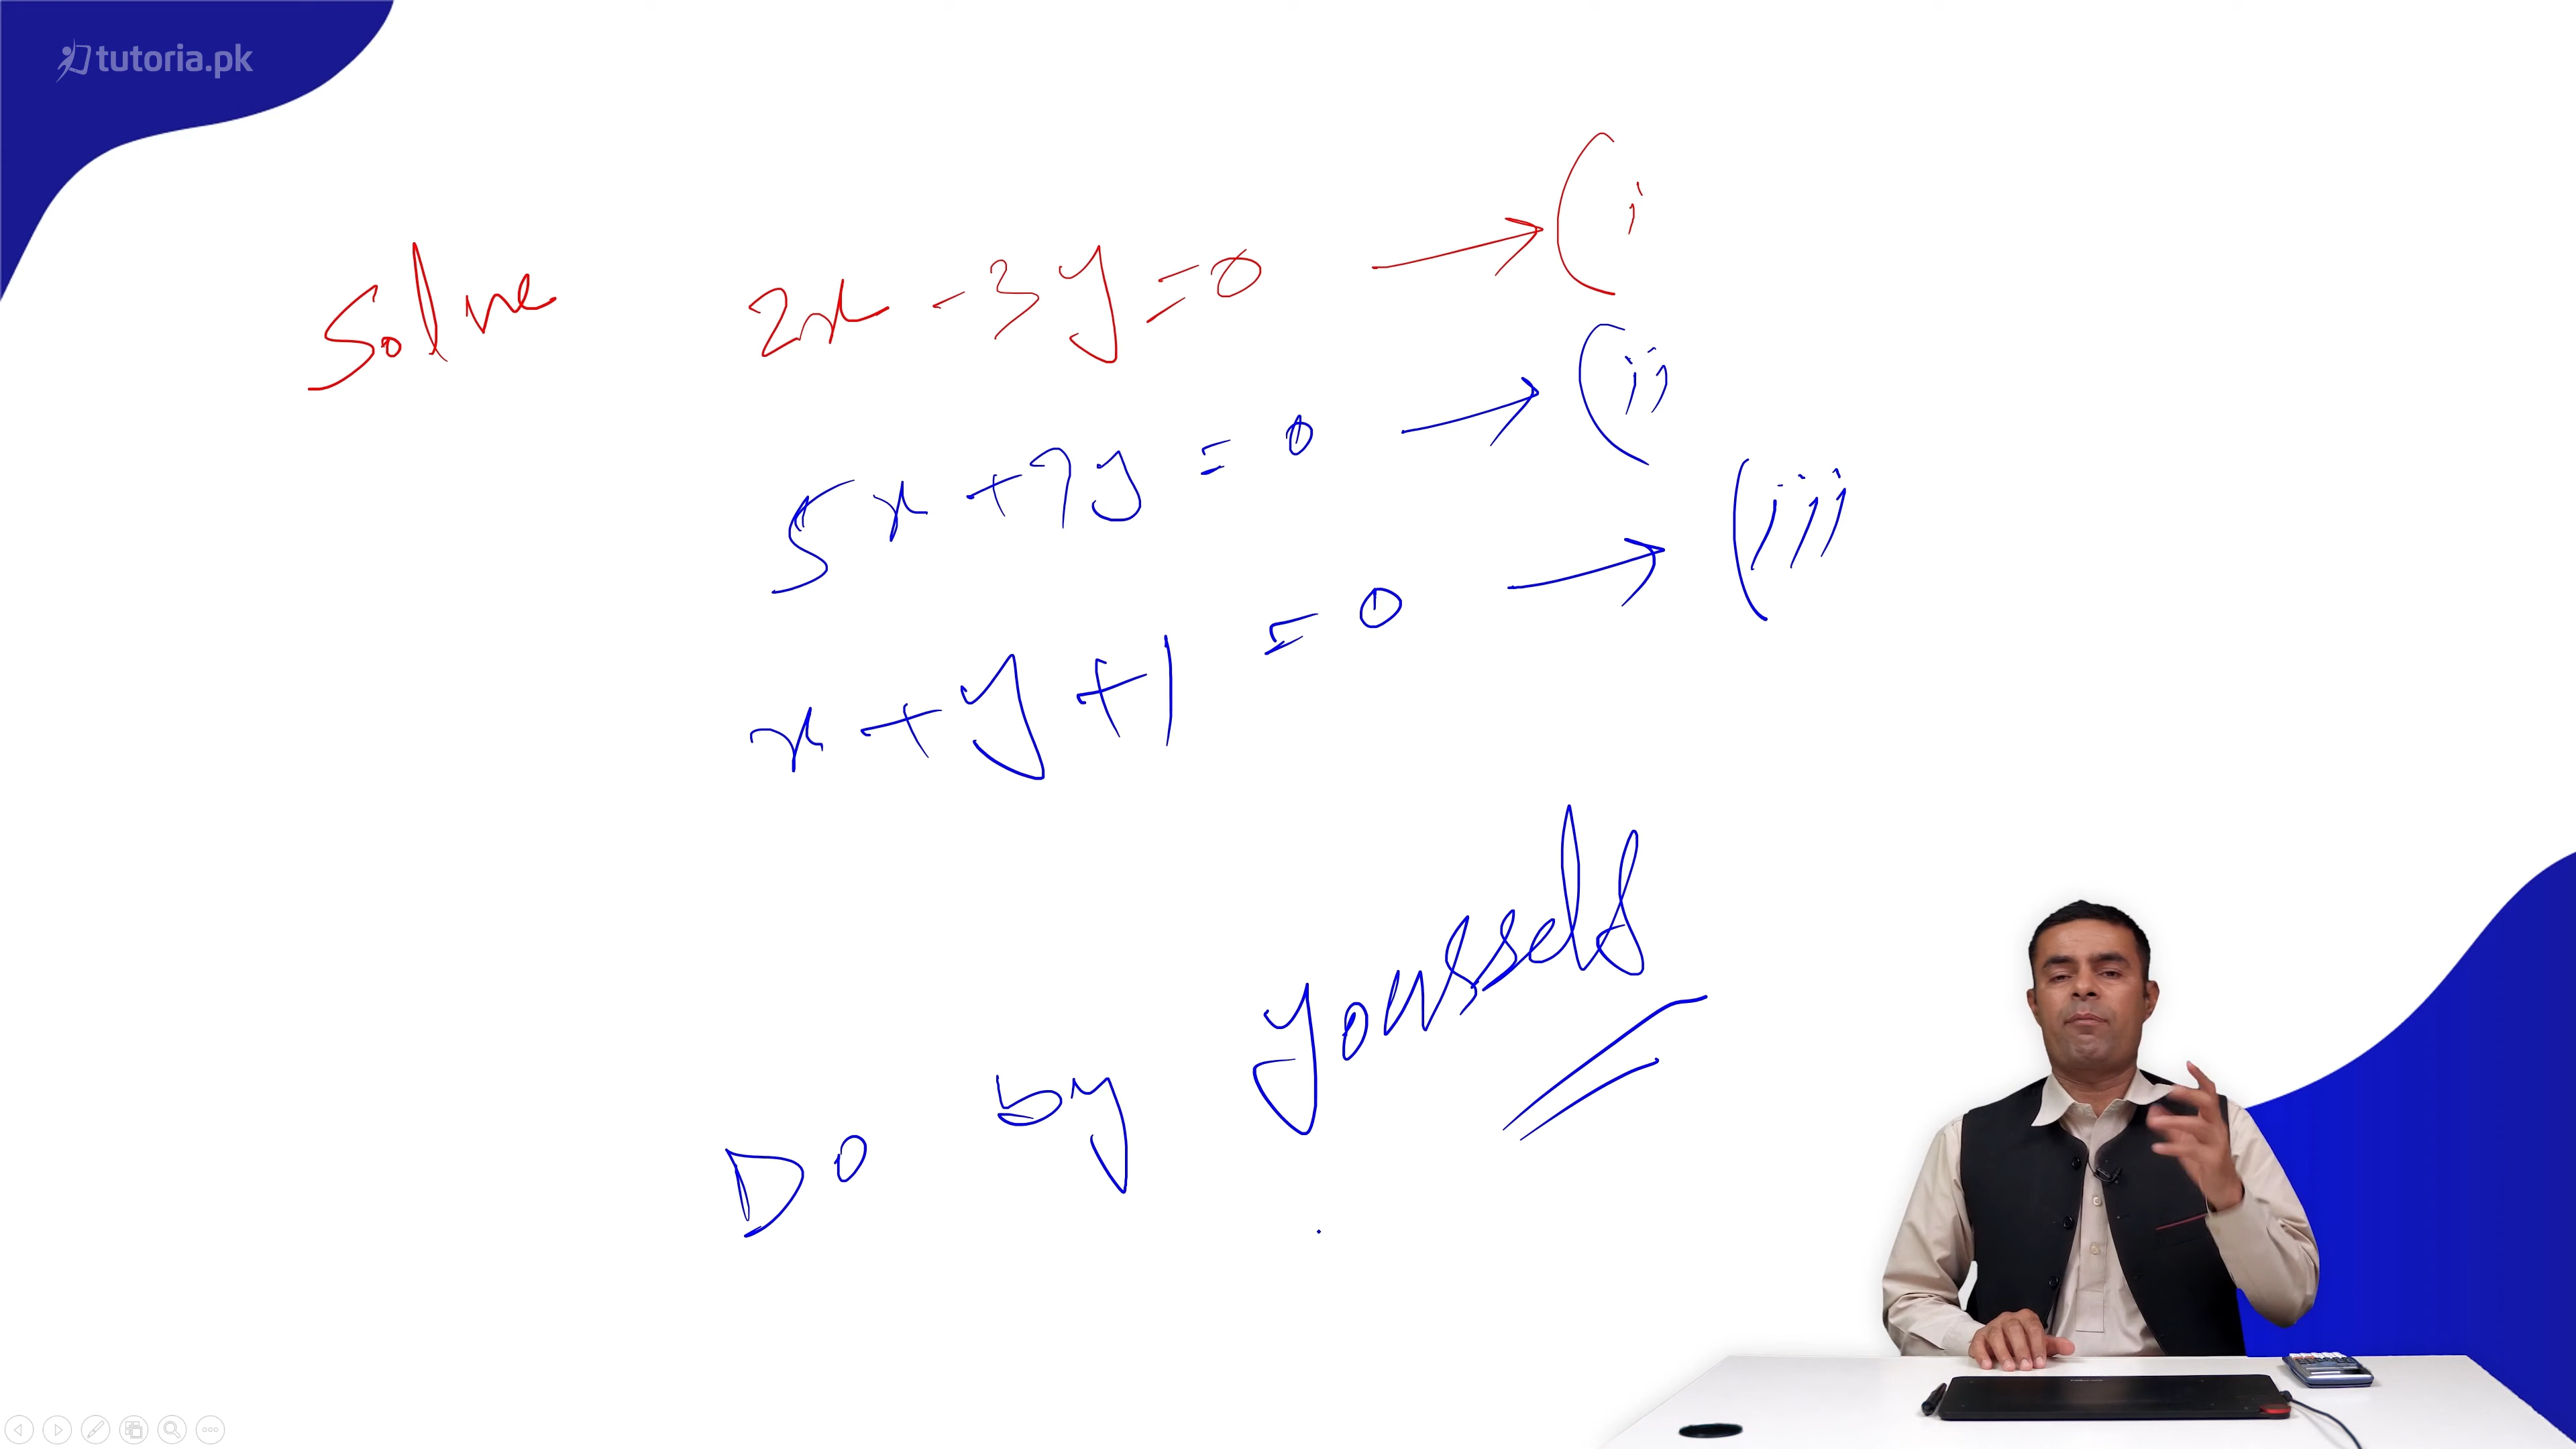 tutoria.pk
Solve 2x - 3y = 0 → (i
5x + 7y = 0 → (ii
x + y + 1 = 0 → (iii
Do by yourself